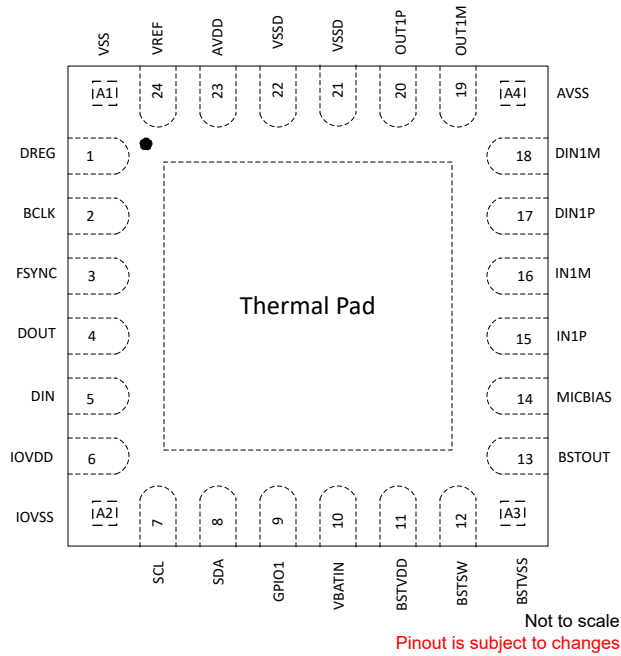 VSS
VREF
AVDD
VSSD
VSSD
OUT1P
OUT1M
A1
24
23
22
21
20
19
A4
AVSS
DREG
1
18
DIN1M
BCLK
2
17
DIN1P
FSYNC
3
16
IN1M
Thermal Pad
DOUT
4
15
IN1P
DIN
5
14
MICBIAS
IOVDD
6
13
BSTOUT
IOVSS
A2
7
8
9
10
11
12
A3
SCL
SDA
GPIO1
VBATIN
BSTVDD
BSTSW
BSTVSS
Not to scale
Pinout is subject to changes